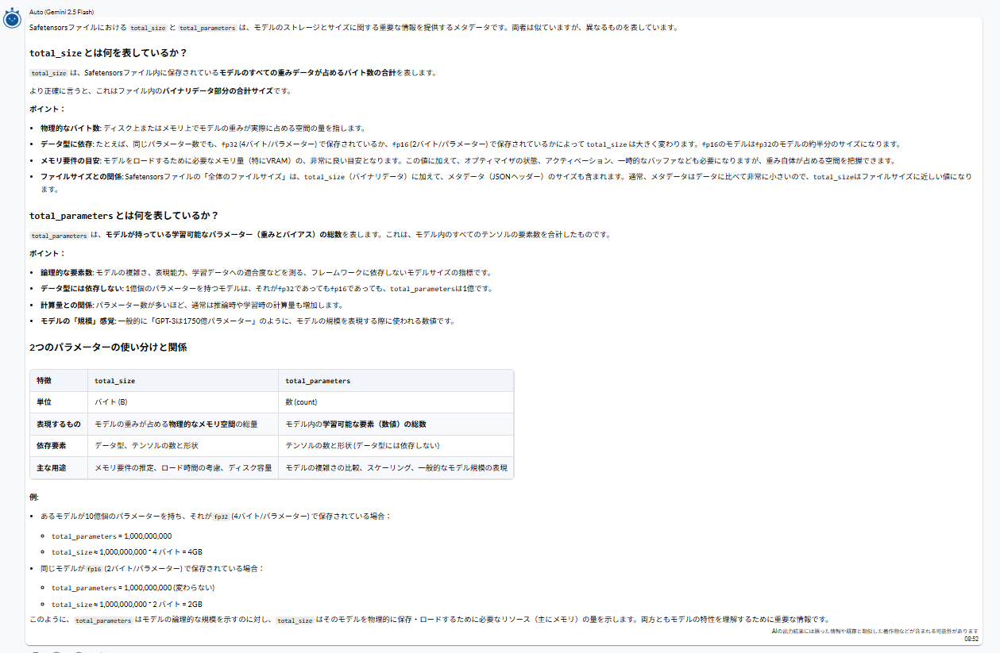 Auto (Gemini 2.5 Flash)
Safetensorsファイルにおける total_size と total_parameters は、モデルのストレージとサイズに関する重要な情報を提供するメタデータです。両者は似ていますが、異なるものを表しています。
total_size とは何を表しているか？
total_size は、Safetensorsファイル内に保存されているモデルのすべての重みデータが占めるバイト数の合計を表します。
より正確に言うと、これはファイル内のバイナリデータ部分の合計サイズです。
ポイント：
• 物理的なバイト数: ディスク上またはメモリ上でモデルの重みが実際に占める空間の量を指します。
• データ型に依存: たとえば、同じパラメーター数でも、fp32 (4バイト/パラメーター) で保存されているか、fp16 (2バイト/パラメーター) で保存されているかによって total_size は大きく変わります。fp16のモデルはfp32のモデルの約半分のサイズになります。
• メモリ要件の目安: モデルをロードするために必要なメモリ量（特にVRAM）の、非常に良い目安となります。この値に加えて、オプティマイザの状態、アクティベーション、一時的なバッファなども必要になりますが、重み自体が占める空間を把握できます。
• ファイルサイズとの関係: Safetensorsファイルの「全体のファイルサイズ」は、total_size（バイナリデータ）に加えて、メタデータ（JSONヘッダー）のサイズも含まれます。通常、メタデータはデータに比べて非常に小さいので、total_sizeはファイルサイズに近しい値になり
ます。
total_parameters とは何を表しているか？
total_parameters は、モデルが持っている学習可能なパラメーター（重みとバイアス）の総数を表します。これは、モデル内のすべてのテンソルの要素数を合計したものです。
ポイント：
• 論理的な要素数: モデルの複雑さ、表現能力、学習データへの適合度などを測る、フレームワークに依存しないモデルサイズの指標です。
• データ型には依存しない: 1億個のパラメーターを持つモデルは、それがfp32であってもfp16であっても、total_parametersは1億です。
• 計算量との関係: パラメーター数が多いほど、通常は推論時や学習時の計算量も増加します。
• モデルの「規模」感覚: 一般的に「GPT-3は1750億パラメーター」のように、モデルの規模を表現する際に使われる数値です。
2つのパラメーターの使い分けと関係
特徴 total_size total_parameters
単位 バイト (B) 数 (count)
表現するもの モデルの重みが占める物理的なメモリ空間の総量 モデル内の学習可能な要素（数値）の総数
依存要素 データ型、テンソルの数と形状 テンソルの数と形状 (データ型には依存しない)
主な用途 メモリ要件の推定、ロード時間の考慮、ディスク容量 モデルの複雑さの比較、スケーリング、一般的なモデル規模の表現
例:
• あるモデルが10億個のパラメーターを持ち、それが fp32 (4バイト/パラメーター) で保存されている場合：
total_parameters = 1,000,000,000
total_size ≈ 1,000,000,000 * 4 バイト = 4GB
• 同じモデルが fp16 (2バイト/パラメーター) で保存されている場合：
total_parameters = 1,000,000,000 (変わらない)
total_size ≈ 1,000,000,000 * 2 バイト = 2GB
このように、total_parameters はモデルの論理的な規模を示すのに対し、total_size はそのモデルを物理的に保存・ロードするために必要なリソース（主にメモリ）の量を示します。両方ともモデルの特性を理解するために重要な情報です。
AIの出力結果には誤った情報や既存と類似した著作物などが含まれる可能性があります
08:52